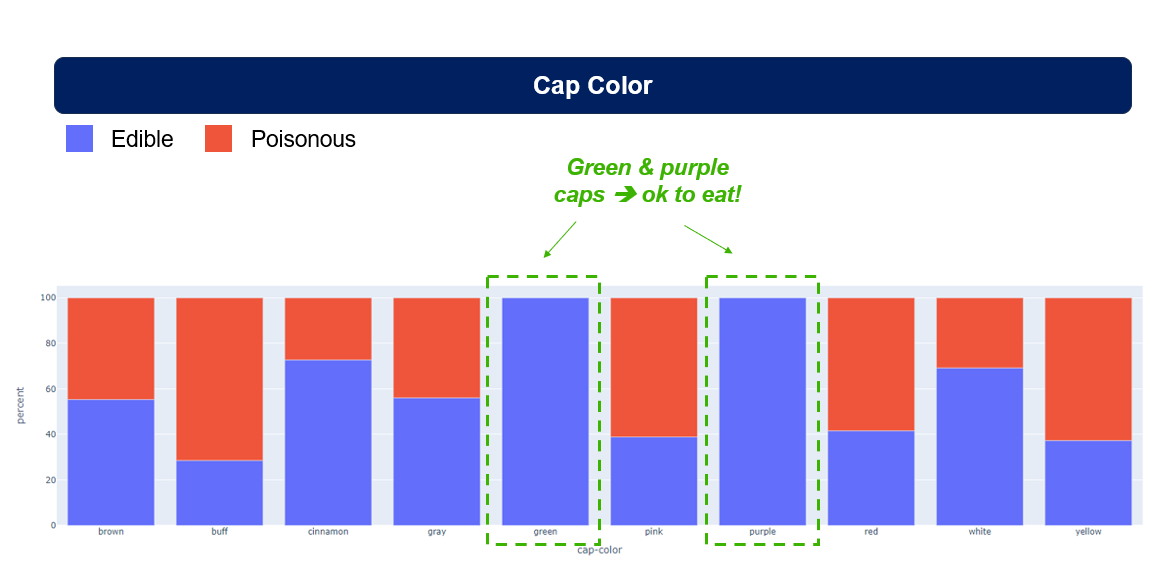 Cap Color
Edible
Poisonous
Green & purple
caps ➔ ok to eat!
100
80
60
40
20
0
percent
brown
buff
cinnamon
gray
green
pink
purple
red
white
yellow
cap-color